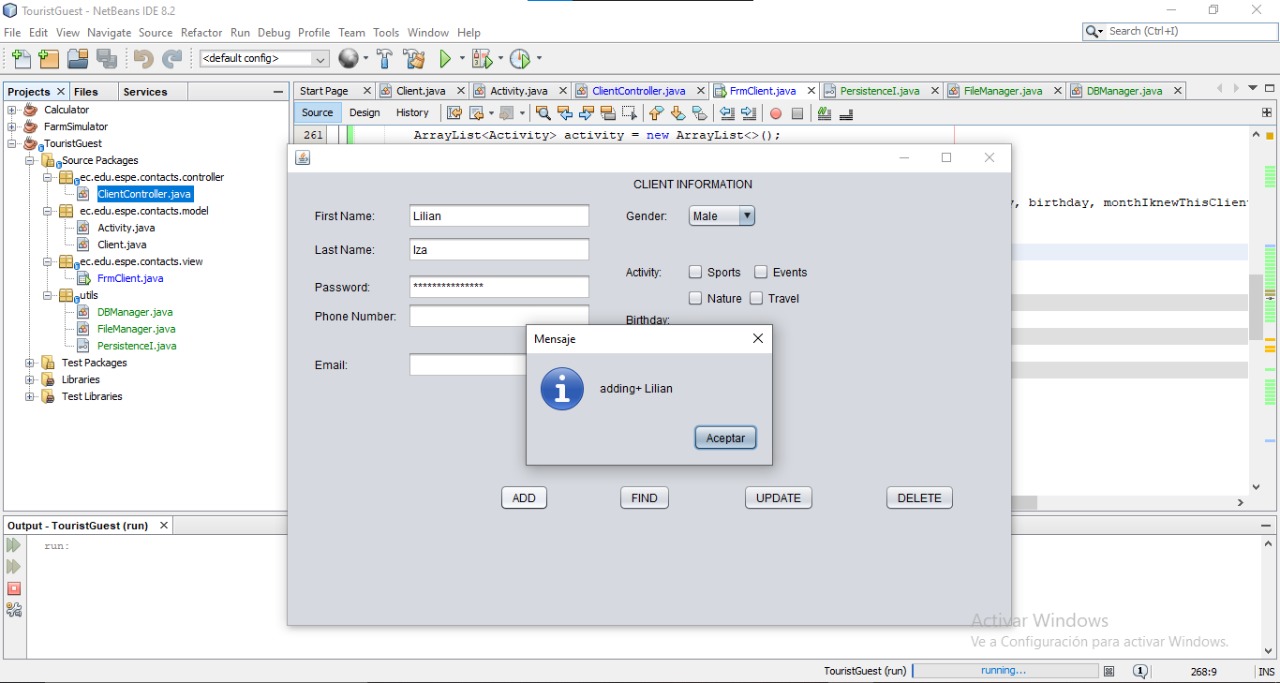 TouristGuest - NetBeans IDE 8.2
File Edit View Navigate Source Refactor Run Debug Profile Team Tools Window Help
Search (Ctrl+I)
<default config>
Projects Files Services
Start Page Client.java Activity.java ClientController.java FrmClient.java PersistenceI.java FileManager.java DBManager.java
Source Design History
Calculator
FarmSimulator
TouristGuest
Source Packages
ec.edu.espe.contacts.controller
ClientController.java
ec.edu.espe.contacts.model
Activity.java
Client.java
ec.edu.espe.contacts.view
FrmClient.java
utils
DBManager.java
FileManager.java
PersistenceI.java
Test Packages
Libraries
Test Libraries
261 ArrayList<Activity> activity = new ArrayList<>();
, birthday, monthIknewThisClien
CLIENT INFORMATION
First Name: Lilian Gender: Male
Last Name: Iza
Activity: Sports Events
Password: ***************
Nature Travel
Phone Number:
Birthday:
Email:
Mensaje
adding+ Lilian
Aceptar
ADD FIND UPDATE DELETE
Output - TouristGuest (run)
run:
Activar Windows
Ve a Configuración para activar Windows.
TouristGuest (run) running... 1 268:9 INS